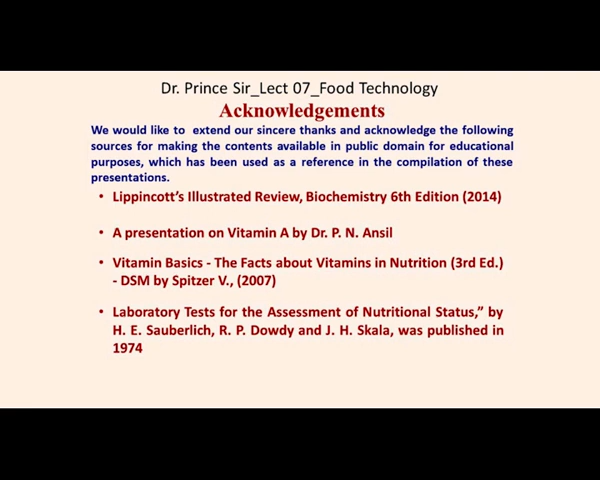 Dr. Prince Sir_Lect 07_Food Technology
Acknowledgements
We would like to extend our sincere thanks and acknowledge the following
sources for making the contents available in public domain for educational
purposes, which has been used as a reference in the compilation of these
presentations.
• Lippincott's Illustrated Review, Biochemistry 6th Edition (2014)
• A presentation on Vitamin A by Dr. P. N. Ansil
• Vitamin Basics - The Facts about Vitamins in Nutrition (3rd Ed.)
- DSM by Spitzer V., (2007)
• Laboratory Tests for the Assessment of Nutritional Status,” by
H. E. Sauberlich, R. P. Dowdy and J. H. Skala, was published in
1974